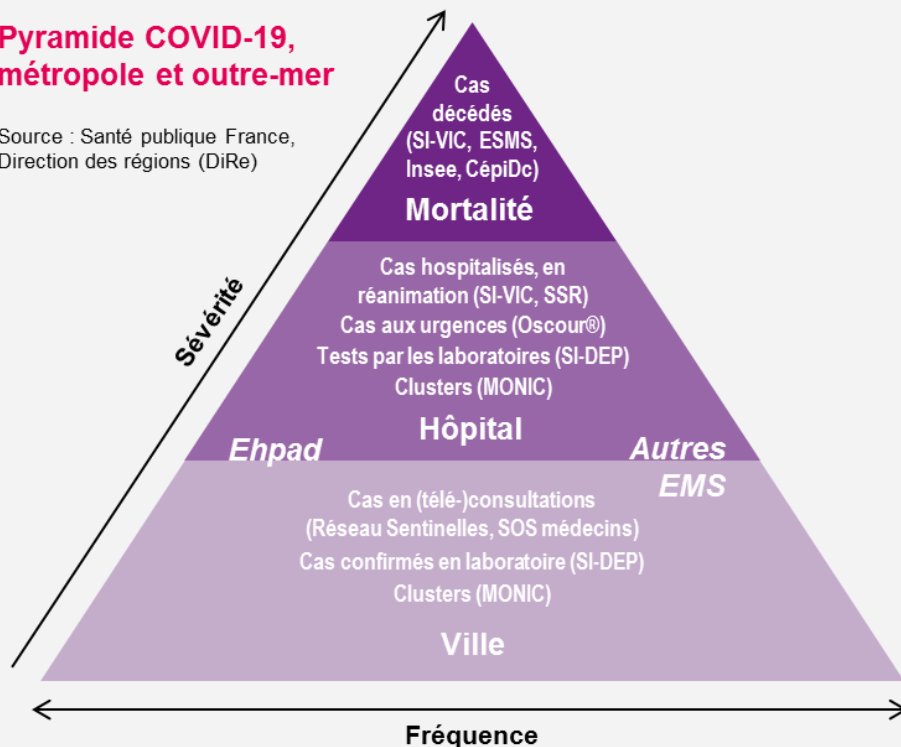 Pyramide COVID-19,
métropole et outre-mer
Source : Santé publique France,
Direction des régions (DiRe)
Sévérité
Cas
décédés
(SI-VIC, ESMS,
Insee, CépiDc)
Mortalité
Cas hospitalisés, en
réanimation (SI-VIC, SSR)
Cas aux urgences (Oscour®)
Tests par les laboratoires (SI-DEP)
Clusters (MONIC)
Hôpital
Ehpad
Autres
EMS
Cas en (télé-)consultations
(Réseau Sentinelles, SOS médecins)
Cas confirmés en laboratoire (SI-DEP)
Clusters (MONIC)
Ville
Fréquence